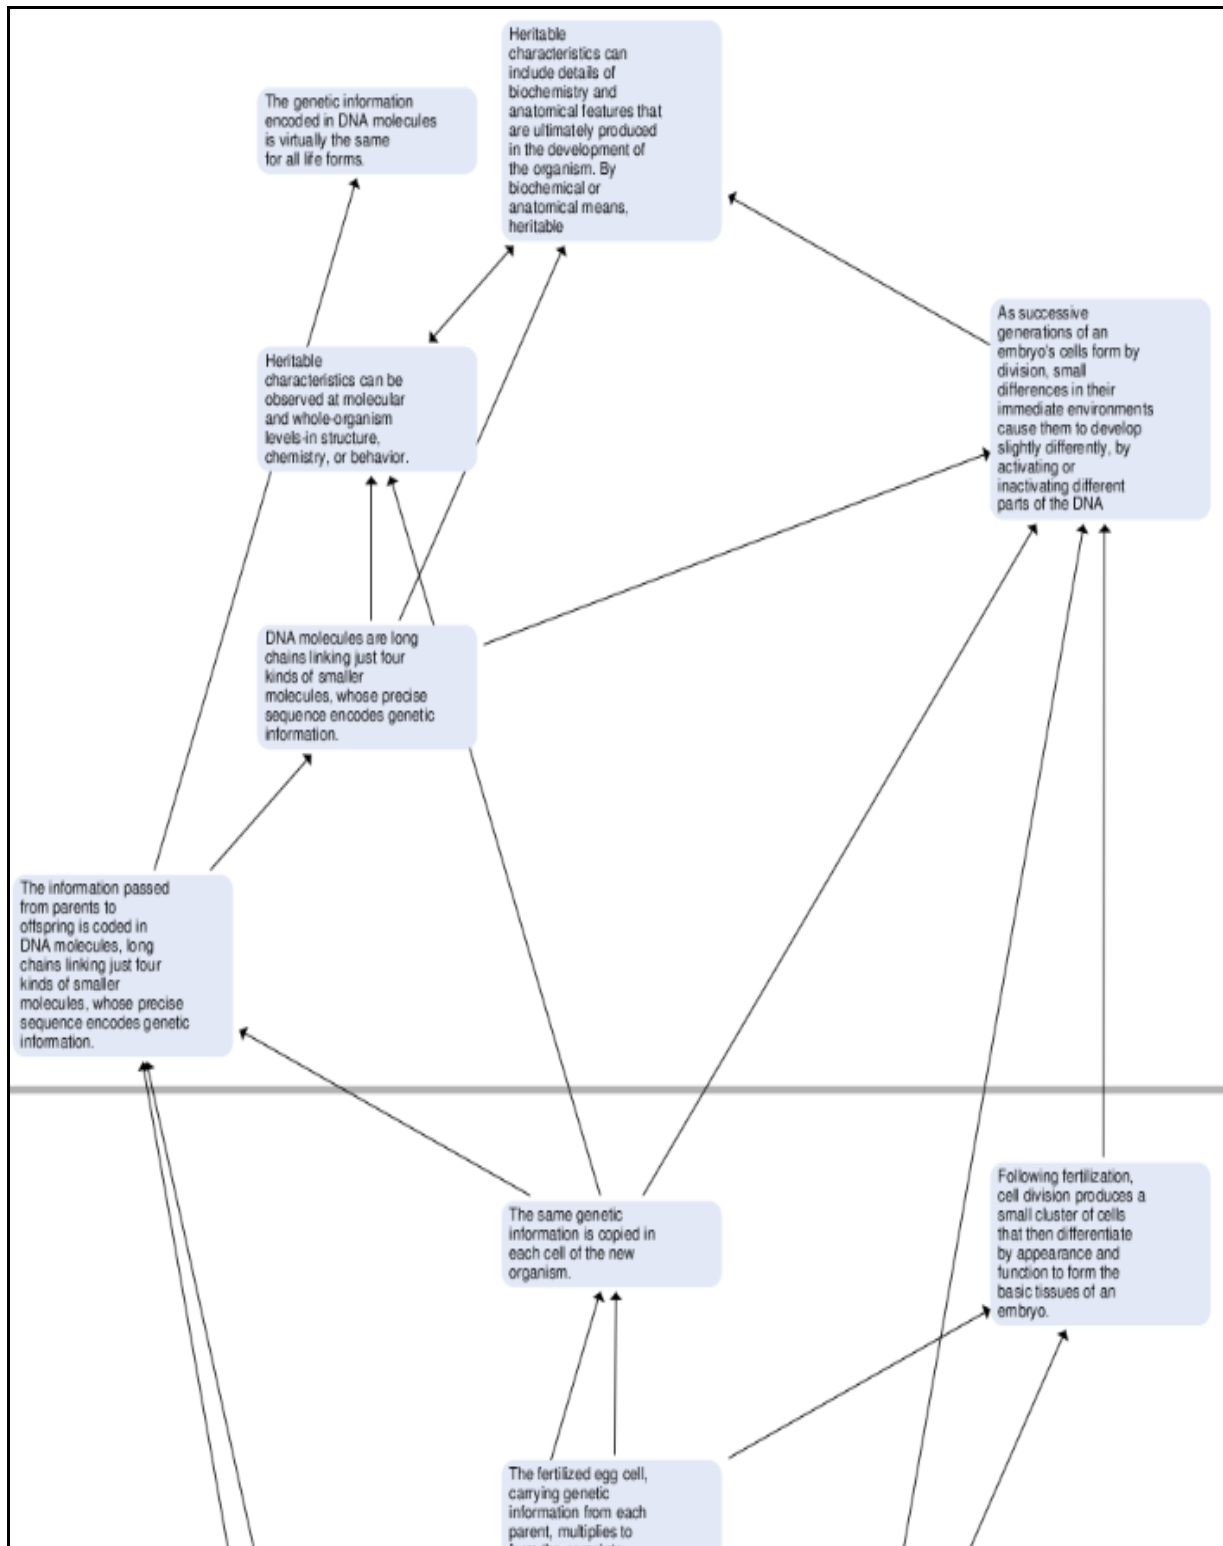 Heritable
characteristics can
include details of
biochemistry and
anatomical features that
are ultimately produced
in the development of
the organism. By
biochemical or
anatomical means,
heritable
The genetic information
encoded in DNA molecules
is virtually the same
for all life forms.
As successive
generations of an
embryo's cells form by
division, small
differences in their
immediate environments
cause them to develop
slightly differently, by
activating or
inactivating different
parts of the DNA
Heritable
characteristics can be
observed at molecular
and whole-organism
levels-in structure,
chemistry, or behavior.
DNA molecules are long
chains linking just four
kinds of smaller
molecules, whose precise
sequence encodes genetic
information.
The information passed
from parents to
offspring is coded in
DNA molecules, long
chains linking just four
kinds of smaller
molecules, whose precise
sequence encodes genetic
information.
Following fertilization,
cell division produces a
small cluster of cells
that then differentiate
by appearance and
function to form the
basic tissues of an
embryo.
The same genetic
information is copied in
each cell of the new
organism.
The fertilized egg cell,
carrying genetic
information from each
parent, multiplies to